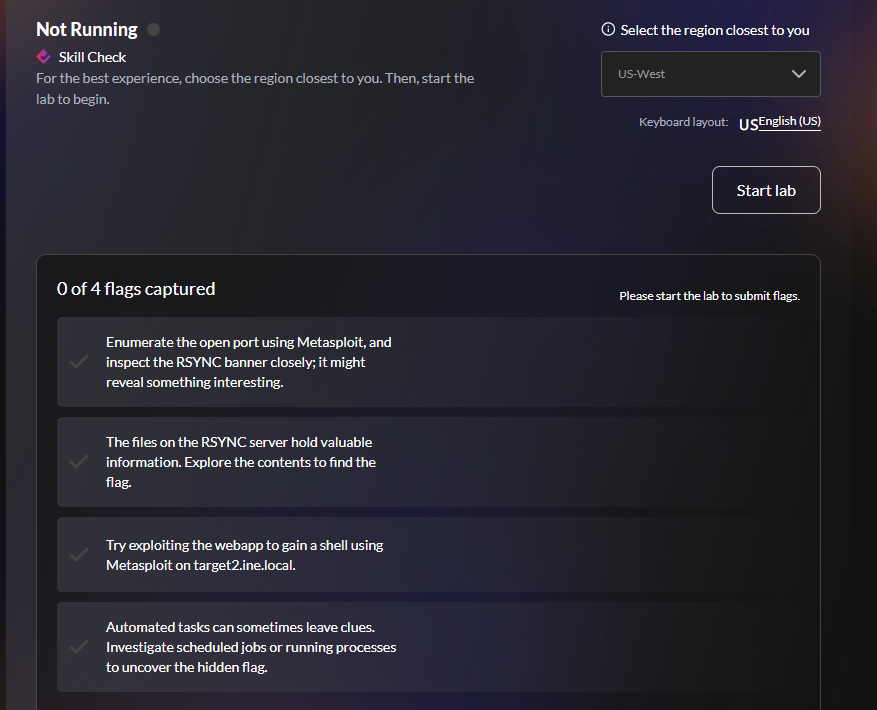 Not Running
Skill Check
For the best experience, choose the region closest to you. Then, start the
lab to begin.
Select the region closest to you
US-West
Keyboard layout: US English (US)
Start lab
0 of 4 flags captured
Please start the lab to submit flags.
Enumerate the open port using Metasploit, and
inspect the RSYNC banner closely; it might
reveal something interesting.
The files on the RSYNC server hold valuable
information. Explore the contents to find the
flag.
Try exploiting the webapp to gain a shell using
Metasploit on target2.ine.local.
Automated tasks can sometimes leave clues.
Investigate scheduled jobs or running processes
to uncover the hidden flag.